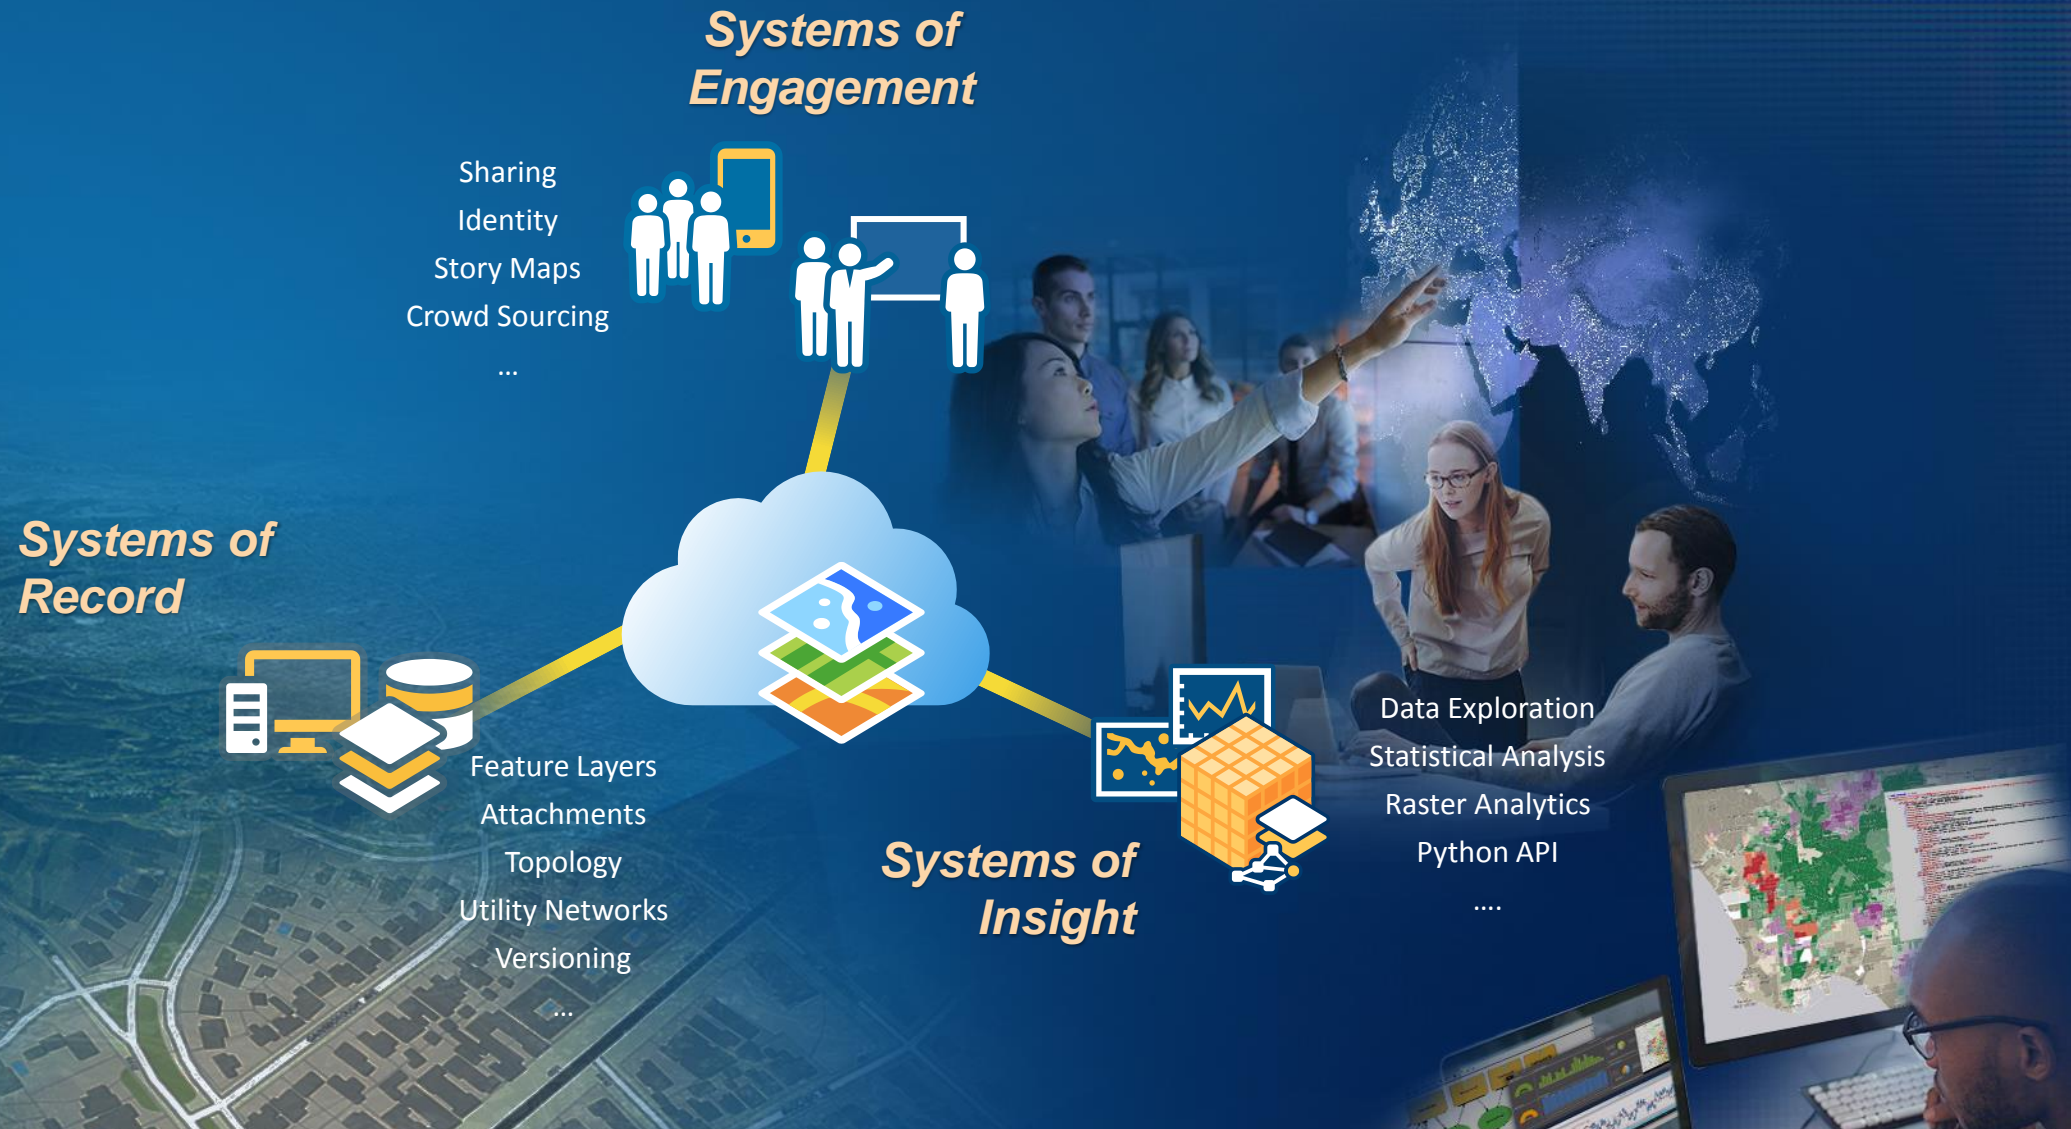 Systems of
Engagement
Sharing
Identity
Story Maps
Crowd Sourcing
...
Systems of
Record
Feature Layers
Attachments
Topology
Utility Networks
Versioning
...
Systems of
Insight
Data Exploration
Statistical Analysis
Raster Analytics
Python API
....